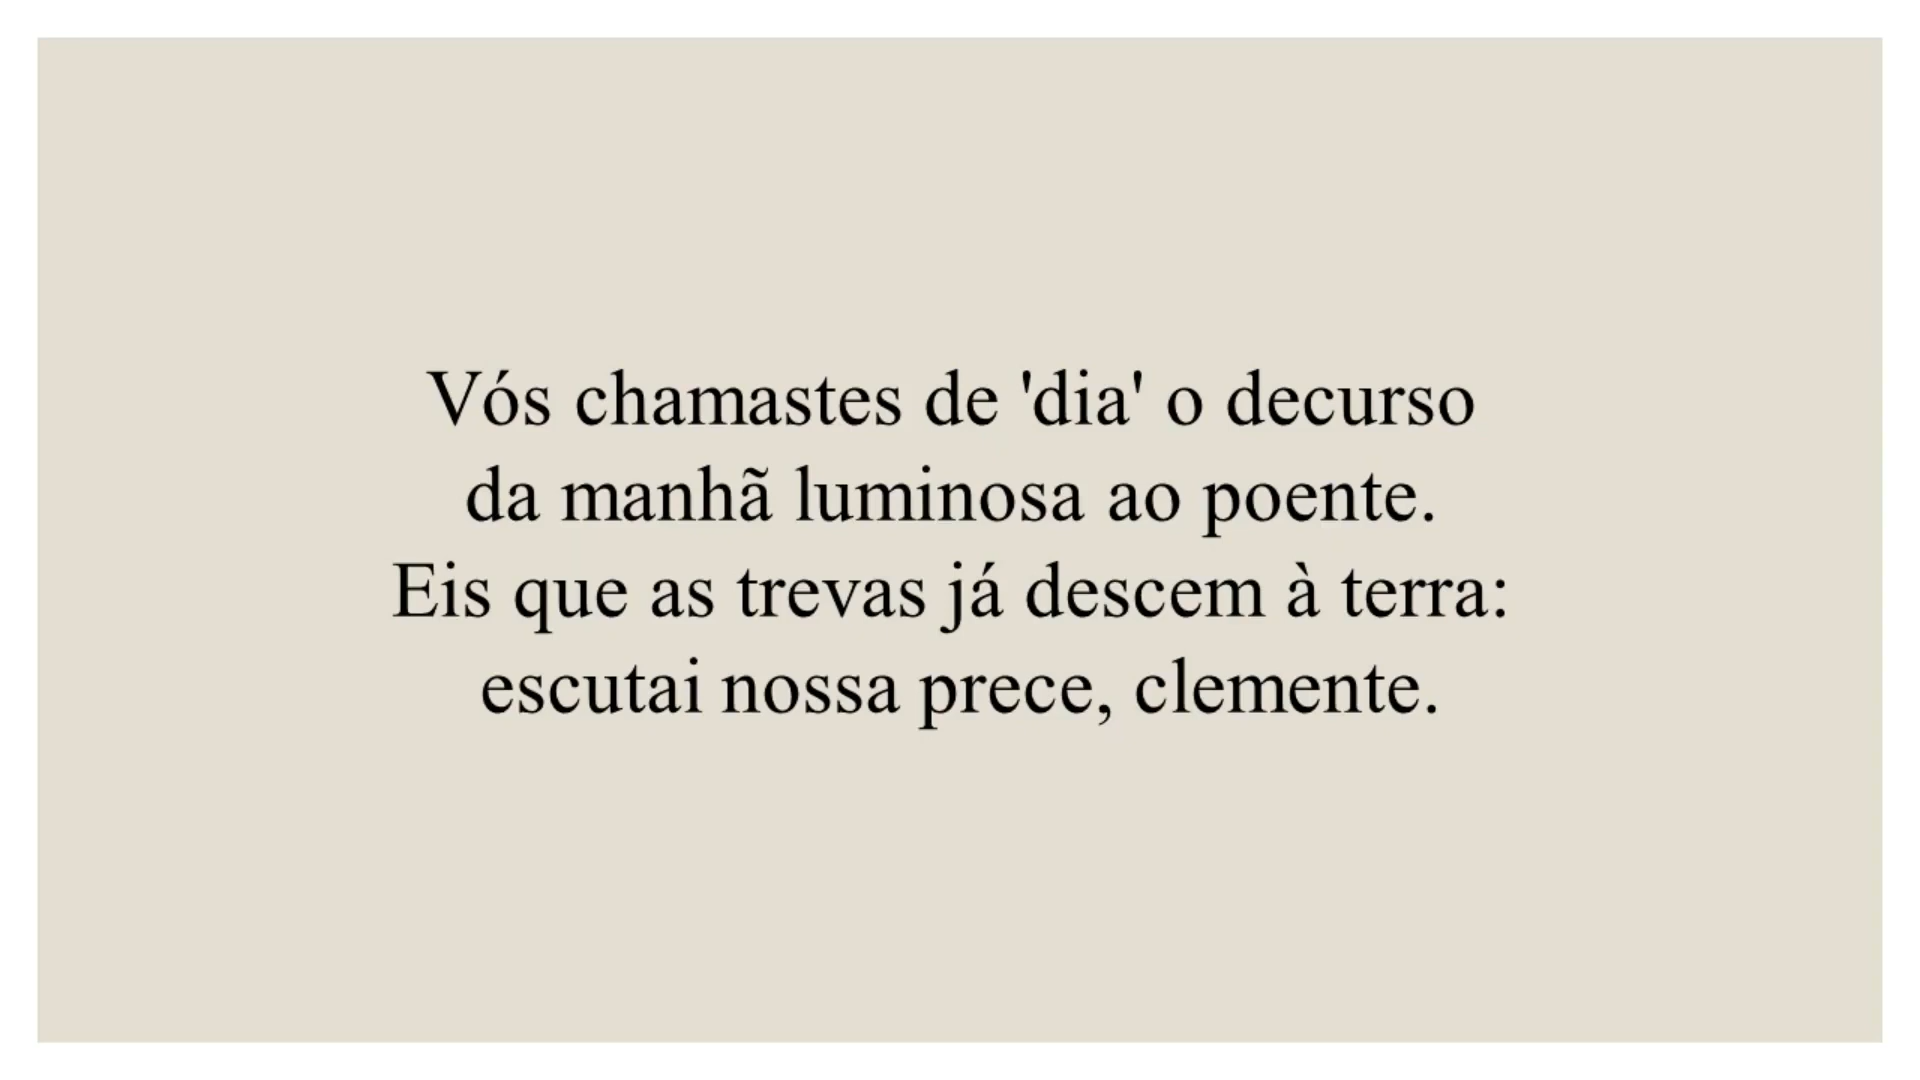 Vós chamastes de 'dia' o decurso
da manhã luminosa ao poente.
Eis que as trevas já descem à terra:
escutai nossa prece, clemente.